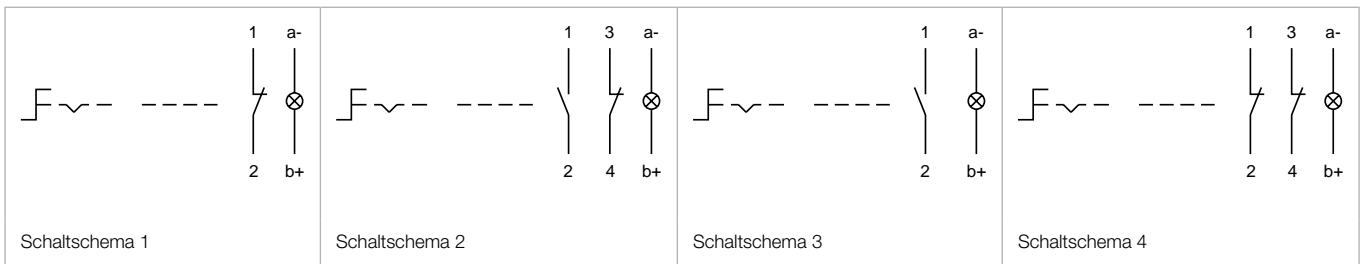 1 a-
1 3 a-
1 a-
1 3 a-
2 b+
2 4 b+
2 b+
2 4 b+
Schaltschema 1
Schaltschema 2
Schaltschema 3
Schaltschema 4